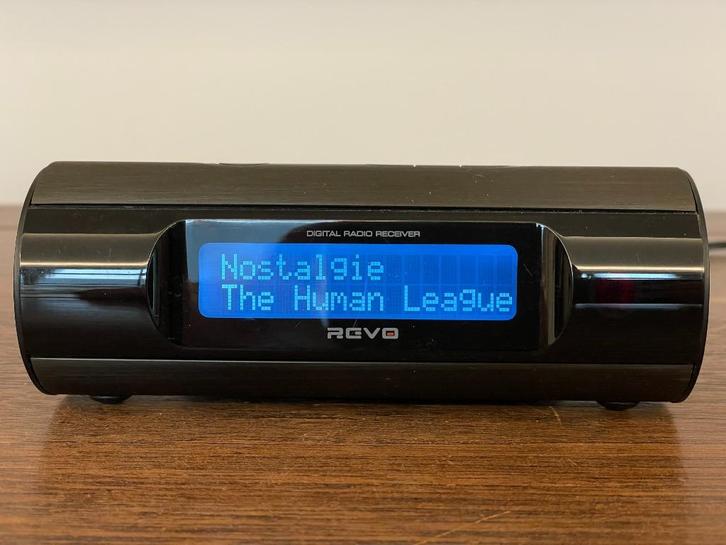 DIGITAL RADIO RECEIVER
Nostalgie
The Human League
REVO